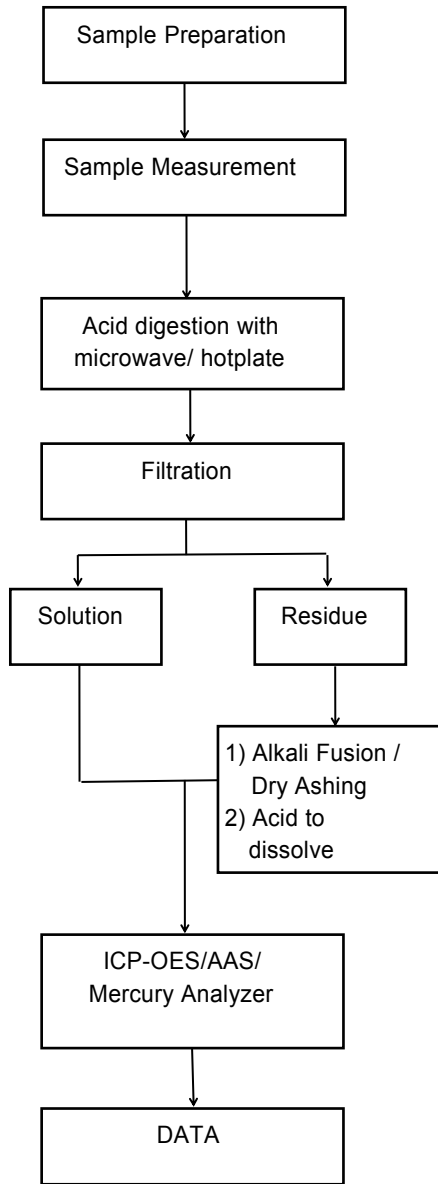 Sample Preparation
Sample Measurement
Acid digestion with
microwave/ hotplate
Filtration
Solution
Residue
1) Alkali Fusion /
Dry Ashing
2) Acid to
dissolve
ICP-OES/AAS/
Mercury Analyzer
DATA